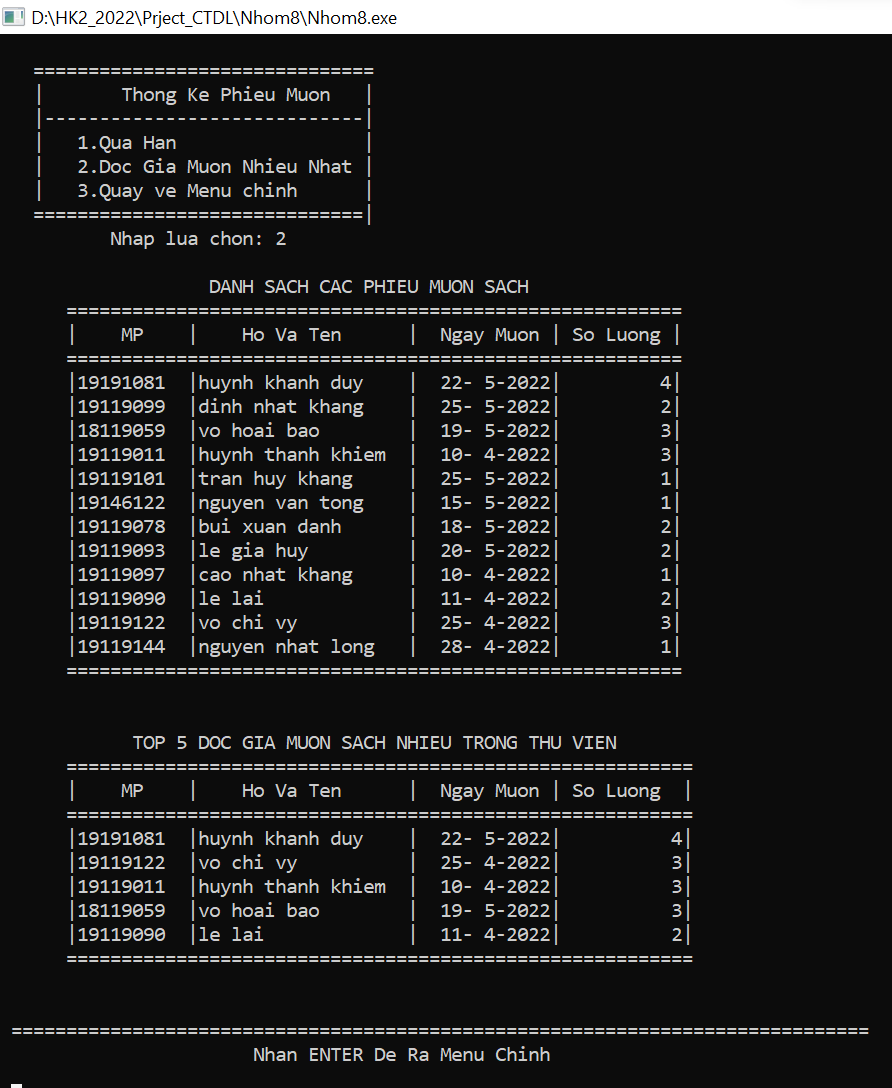 D:\HK2_2022\Prject_CTDL\Nhom8\Nhom8.exe
===============================
|       Thong Ke Phieu Muon   |
|-----------------------------|
|   1.Qua Han                 |
|   2.Doc Gia Muon Nhieu Nhat |
|   3.Quay ve Menu chinh      |
==============================|
Nhap lua chon: 2
DANH SACH CAC PHIEU MUON SACH
========================================================
|    MP    |    Ho Va Ten      |  Ngay Muon | So Luong |
========================================================
|19191081  |huynh khanh duy    |  22- 5-2022|         4|
|19119099  |dinh nhat khang    |  25- 5-2022|         2|
|18119059  |vo hoai bao        |  19- 5-2022|         3|
|19119011  |huynh thanh khiem  |  10- 4-2022|         3|
|19119101  |tran huy khang     |  25- 5-2022|         1|
|19146122  |nguyen van tong    |  15- 5-2022|         1|
|19119078  |bui xuan danh      |  18- 5-2022|         2|
|19119093  |le gia huy         |  20- 5-2022|         2|
|19119097  |cao nhat khang     |  10- 4-2022|         1|
|19119090  |le lai             |  11- 4-2022|         2|
|19119122  |vo chi vy          |  25- 4-2022|         3|
|19119144  |nguyen nhat long   |  28- 4-2022|         1|
========================================================
TOP 5 DOC GIA MUON SACH NHIEU TRONG THU VIEN
=========================================================
|    MP    |    Ho Va Ten      |  Ngay Muon | So Luong  |
=========================================================
|19191081  |huynh khanh duy    |  22- 5-2022|          4|
|19119122  |vo chi vy          |  25- 4-2022|          3|
|19119011  |huynh thanh khiem  |  10- 4-2022|          3|
|18119059  |vo hoai bao        |  19- 5-2022|          3|
|19119090  |le lai             |  11- 4-2022|          2|
=========================================================
==============================================================================
Nhan ENTER De Ra Menu Chinh